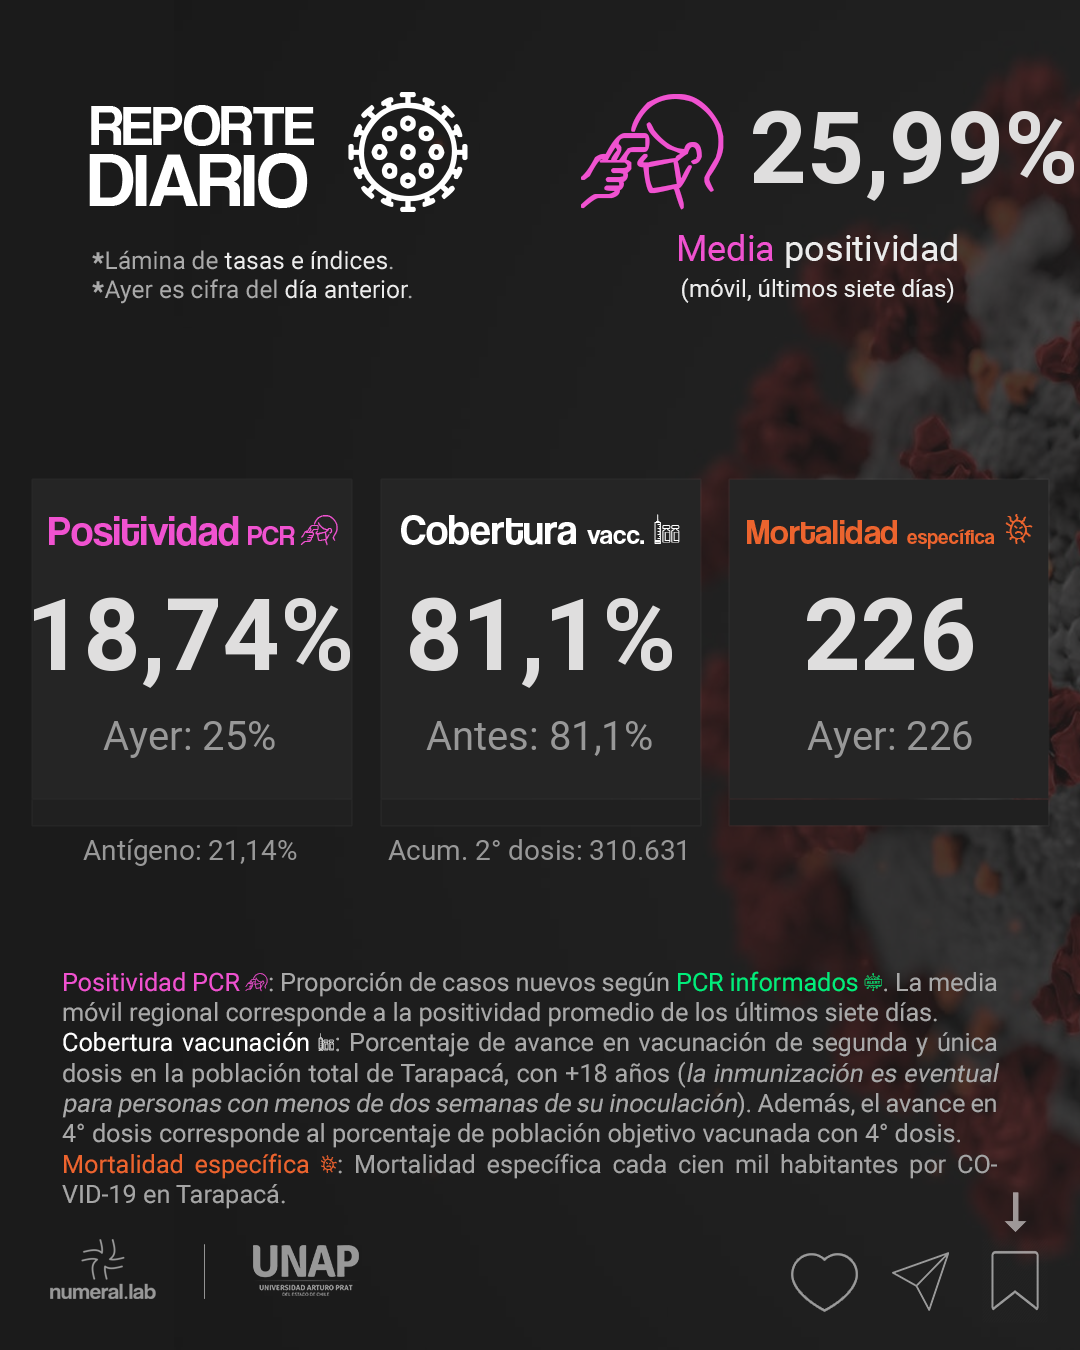 REPORTE
DIARIO
*Lámina de tasas e índices.
*Ayer es cifra del día anterior.
25,99%
Media positividad
(móvil, últimos siete días)
Positividad PCR
18,74%
Ayer: 25%
Antígeno: 21,14%
Cobertura vacc.
81,1%
Antes: 81,1%
Acum. 2° dosis: 310.631
Mortalidad específica
226
Ayer: 226
Positividad PCR : Proporción de casos nuevos según PCR informados . La media
móvil regional corresponde a la positividad promedio de los últimos siete días.
Cobertura vacunación : Porcentaje de avance en vacunación de segunda y única
dosis en la población total de Tarapacá, con +18 años (la inmunización es eventual
para personas con menos de dos semanas de su inoculación). Además, el avance en
4° dosis corresponde al porcentaje de población objetivo vacunada con 4° dosis.
Mortalidad específica : Mortalidad específica cada cien mil habitantes por CO-
VID-19 en Tarapacá.
numeral.lab
UNAP
UNIVERSIDAD ARTURO PRAT
DEL ESTADO DE CHILE